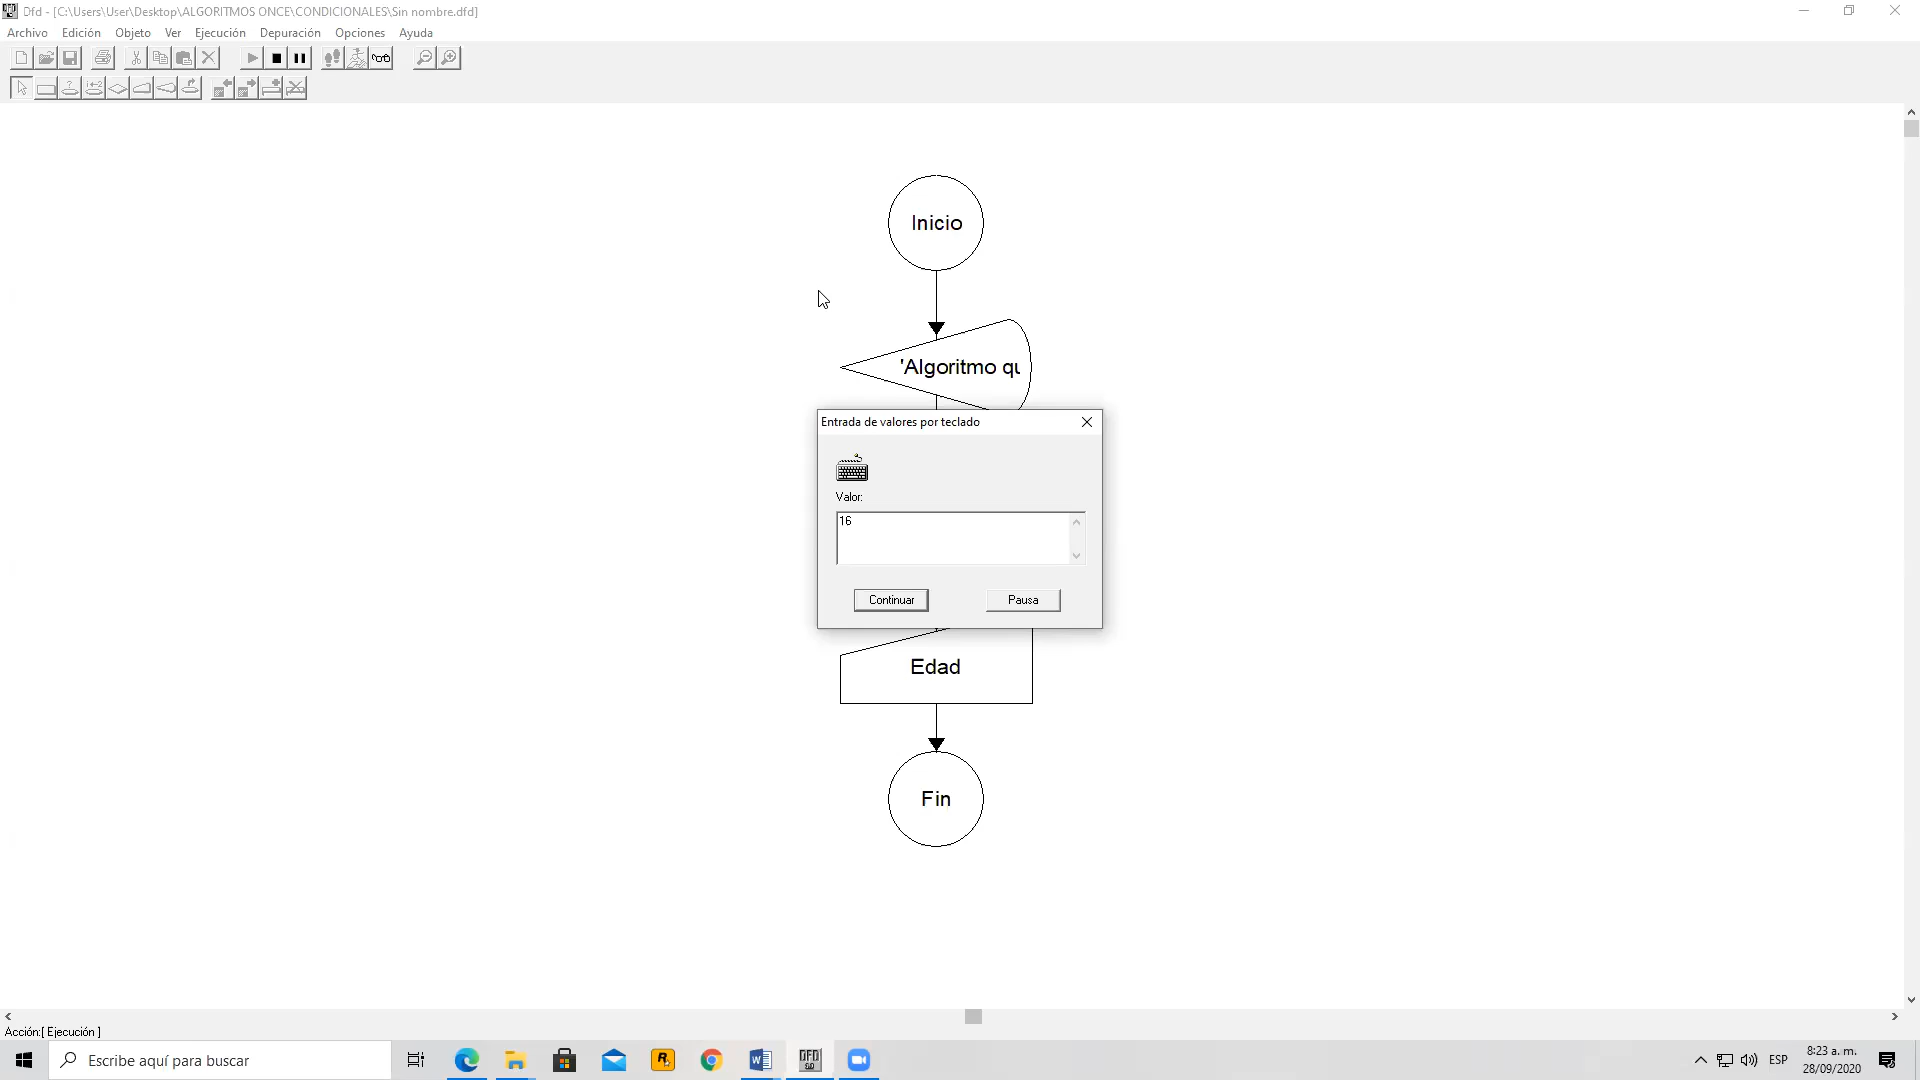 Dfd - [C:\Users\User\Desktop\ALGORITMOS ONCE\CONDICIONALES\Sin nombre.dfd]
Archivo Edición Objeto Ver Ejecución Depuración Opciones Ayuda
Inicio
'Algoritmo qu
Entrada de valores por teclado
Valor:
16
Continuar Pausa
Edad
Fin
Acción:[ Ejecución ]
Escribe aquí para buscar
ESP
8:23 a. m.
28/09/2020